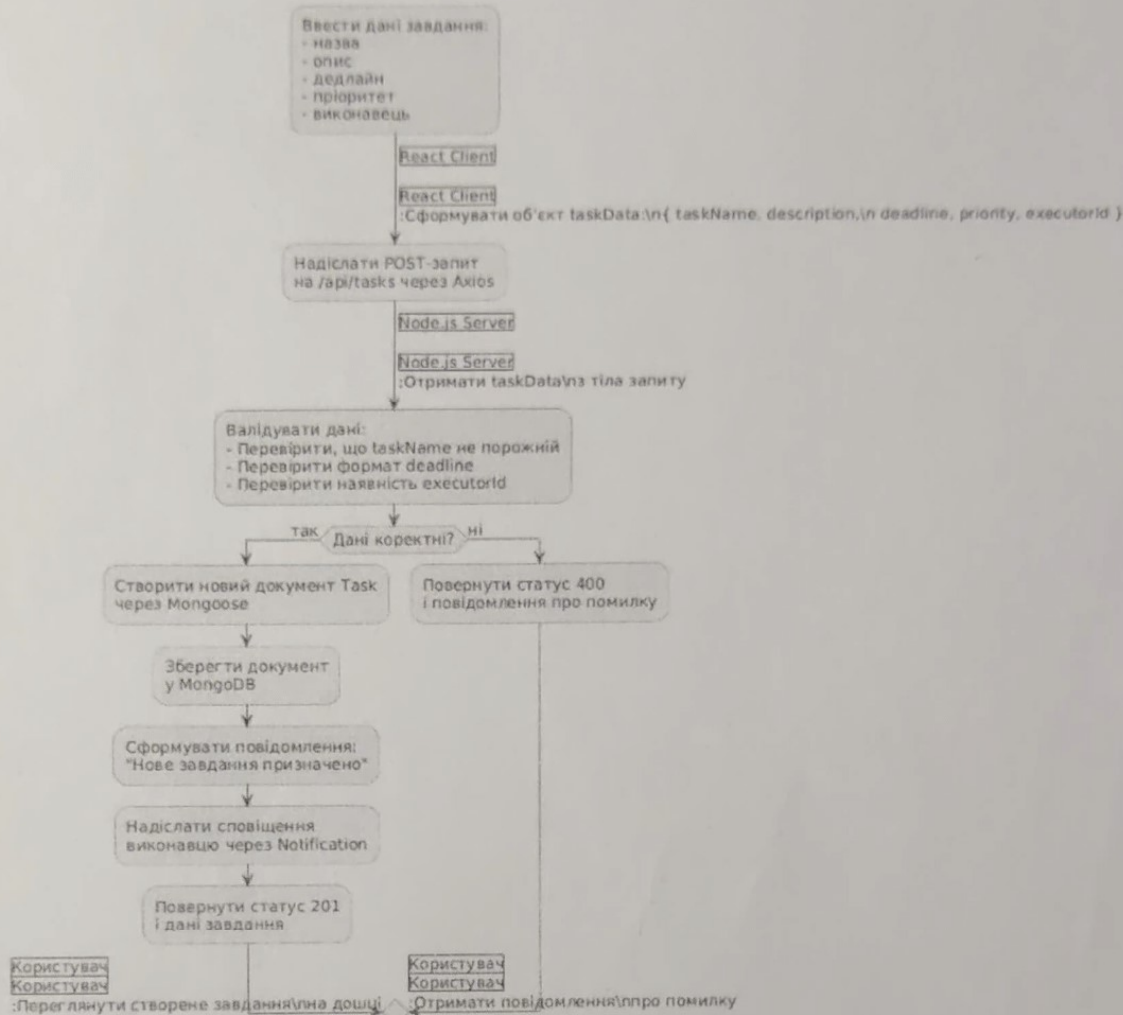 Ввести дані завдання:
- назва
- опис
- дедлайн
- пріоритет
- виконавець
React Client
React Client
:Сформувати об'єкт taskData:\n{ taskName, description,\n deadline, priority, executorId }
Надіслати POST-запит
на /api/tasks через Axios
Node.js Server
Node.js Server
:Отримати taskData\nз тіла запиту
Валідувати дані:
- Перевірити, що taskName не порожній
- Перевірити формат deadline
- Перевірити наявність executorId
так
Дані коректні?
ні
Створити новий документ Task
через Mongoose
Повернути статус 400
і повідомлення про помилку
Зберегти документ
у MongoDB
Сформувати повідомлення:
"Нове завдання призначено"
Надіслати сповіщення
виконавцю через Notification
Повернути статус 201
і дані завдання
Користувач
Користувач
:Переглянути створене завдання\nна дошці
Користувач
Користувач
:Отримати повідомлення\nпро помилку